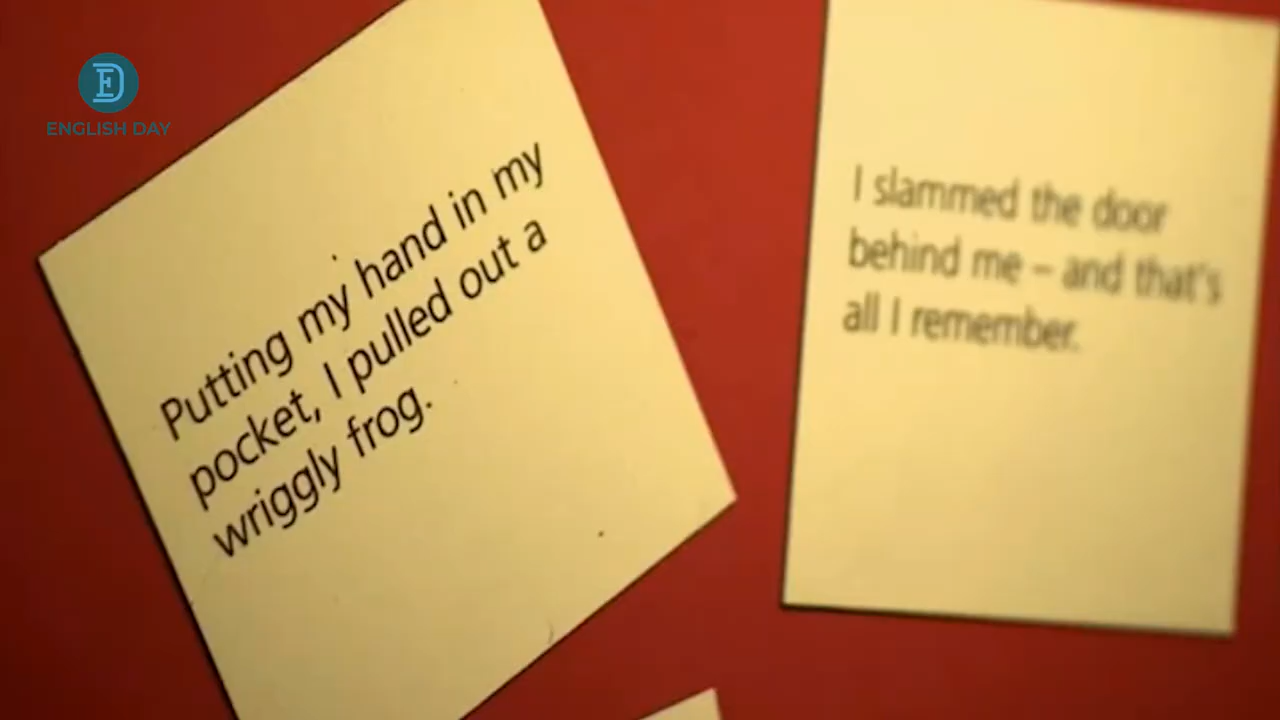 ENGLISH DAY
Putting my hand in my
pocket, I pulled out a
wriggly frog.
I slammed the door
behind me – and that's
all I remember.